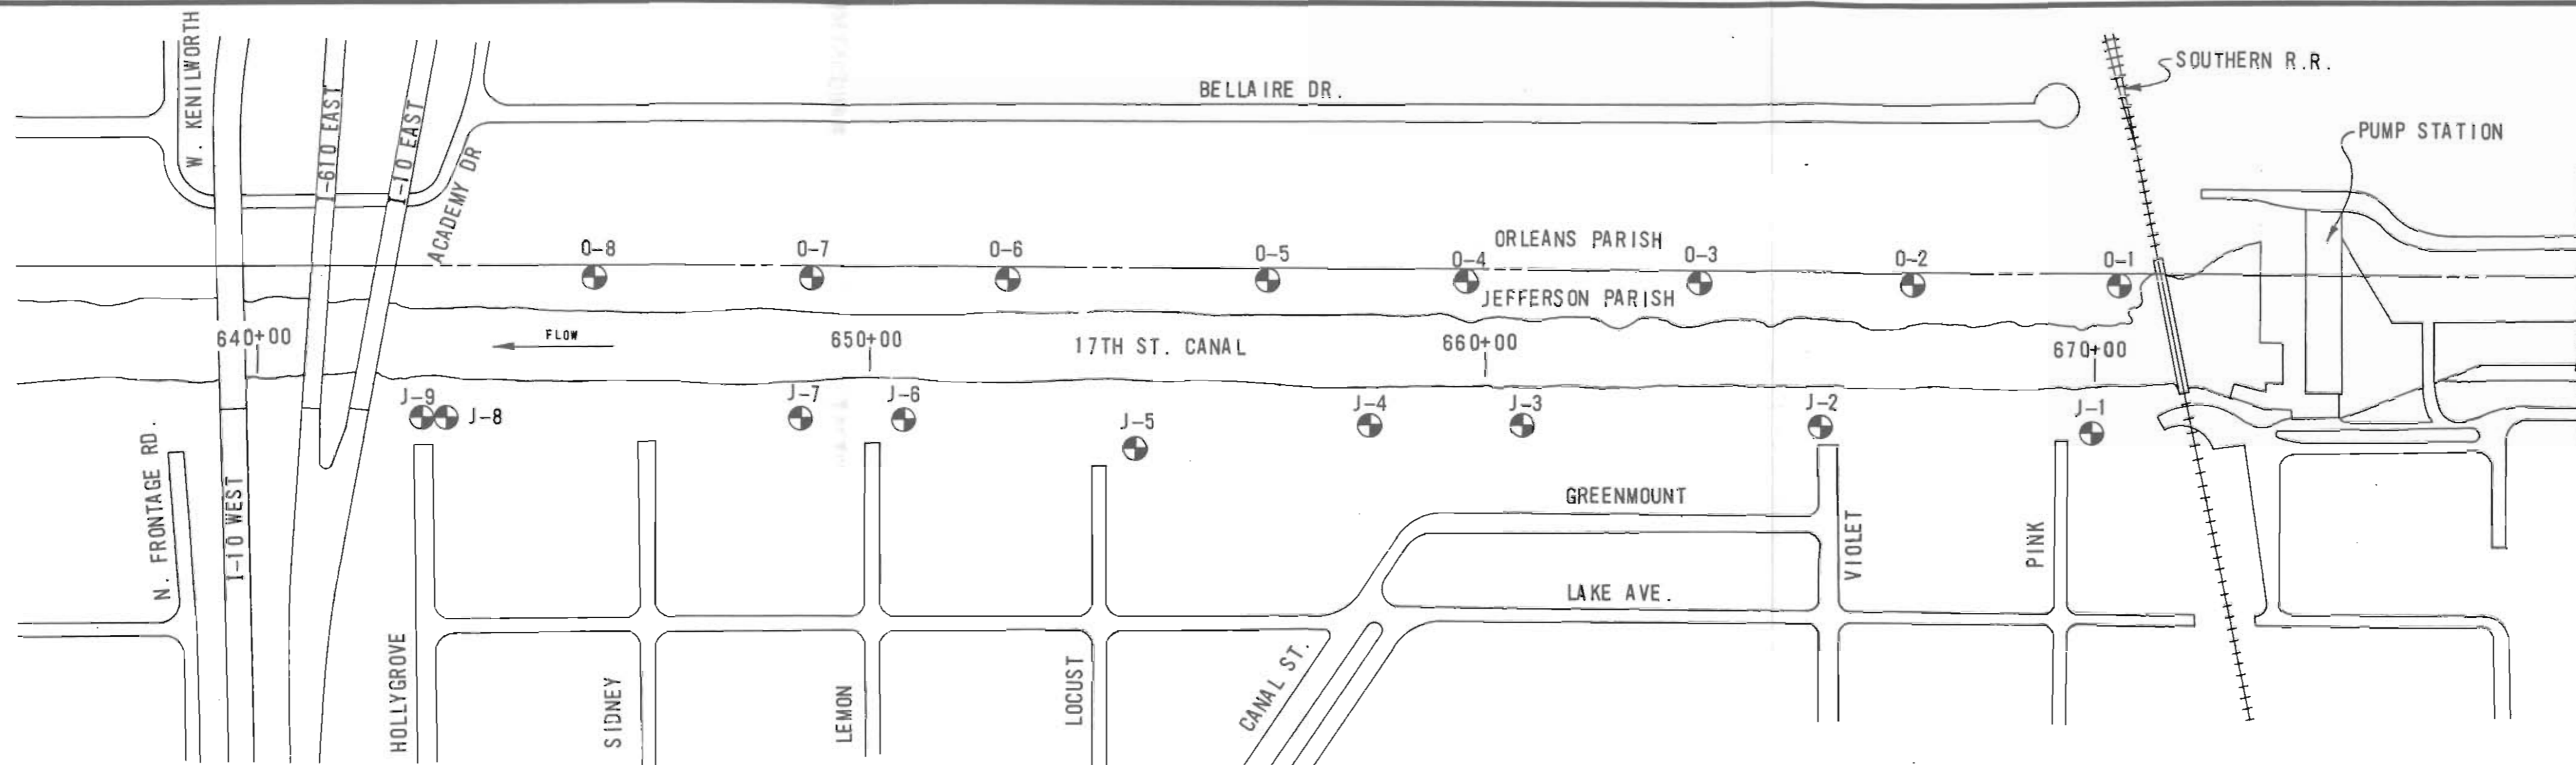 W. KENILWORTH
I-610 EAST
I-10 EAST
ACADEMY DR
BELLAIRE DR.
SOUTHERN R.R.
PUMP STATION
O-8
O-7
O-6
O-5
O-4
ORLEANS PARISH
O-3
O-2
O-1
JEFFERSON PARISH
640+00
FLOW
650+00
17TH ST. CANAL
660+00
670+00
J-9
J-8
J-7
J-6
J-5
J-4
J-3
J-2
J-1
N. FRONTAGE RD.
I-10 WEST
GREENMOUNT
VIOLET
PINK
LAKE AVE.
HOLLYGROVE
SIDNEY
LEMON
LOCUST
CANAL ST.